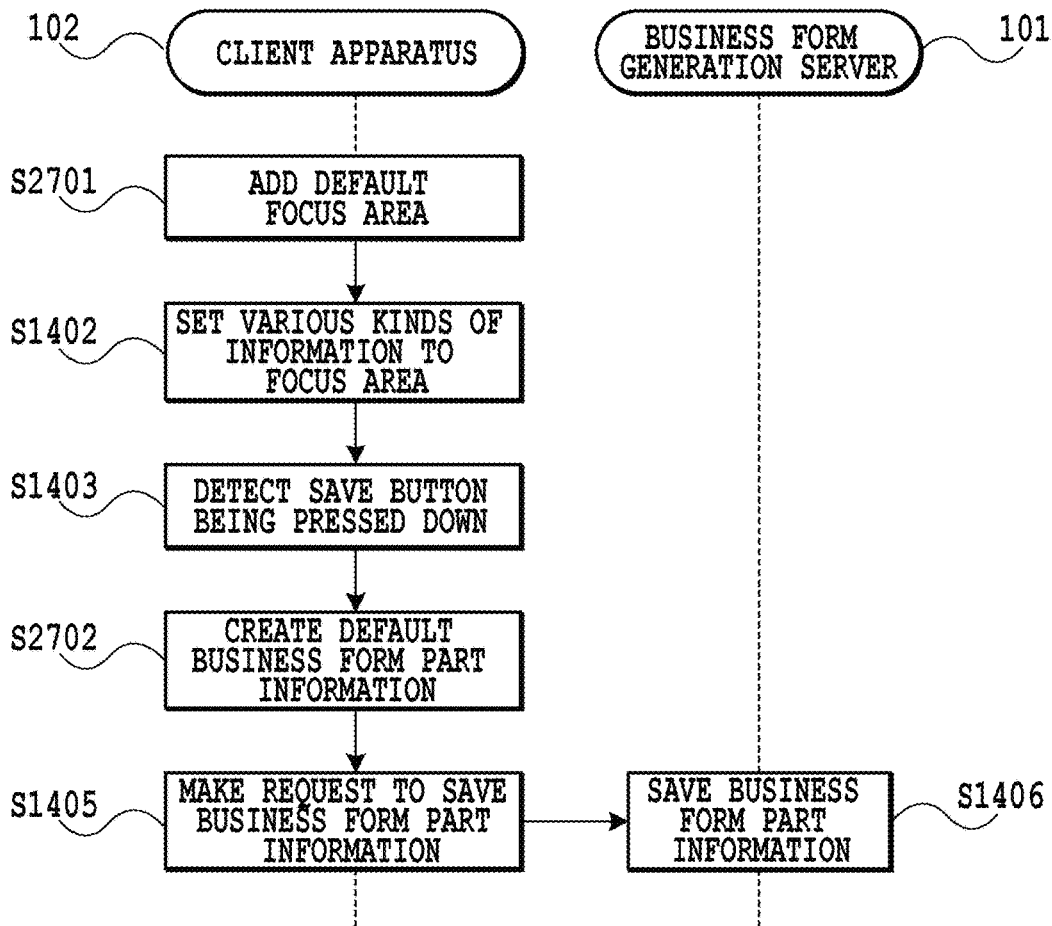 102
CLIENT APPARATUS
BUSINESS FORM
GENERATION SERVER
101
S2701
ADD DEFAULT
FOCUS AREA
S1402
SET VARIOUS KINDS OF
INFORMATION TO
FOCUS AREA
S1403
DETECT SAVE BUTTON
BEING PRESSED DOWN
S2702
CREATE DEFAULT
BUSINESS FORM PART
INFORMATION
S1405
MAKE REQUEST TO SAVE
BUSINESS FORM PART
INFORMATION
SAVE BUSINESS
FORM PART
INFORMATION
S1406